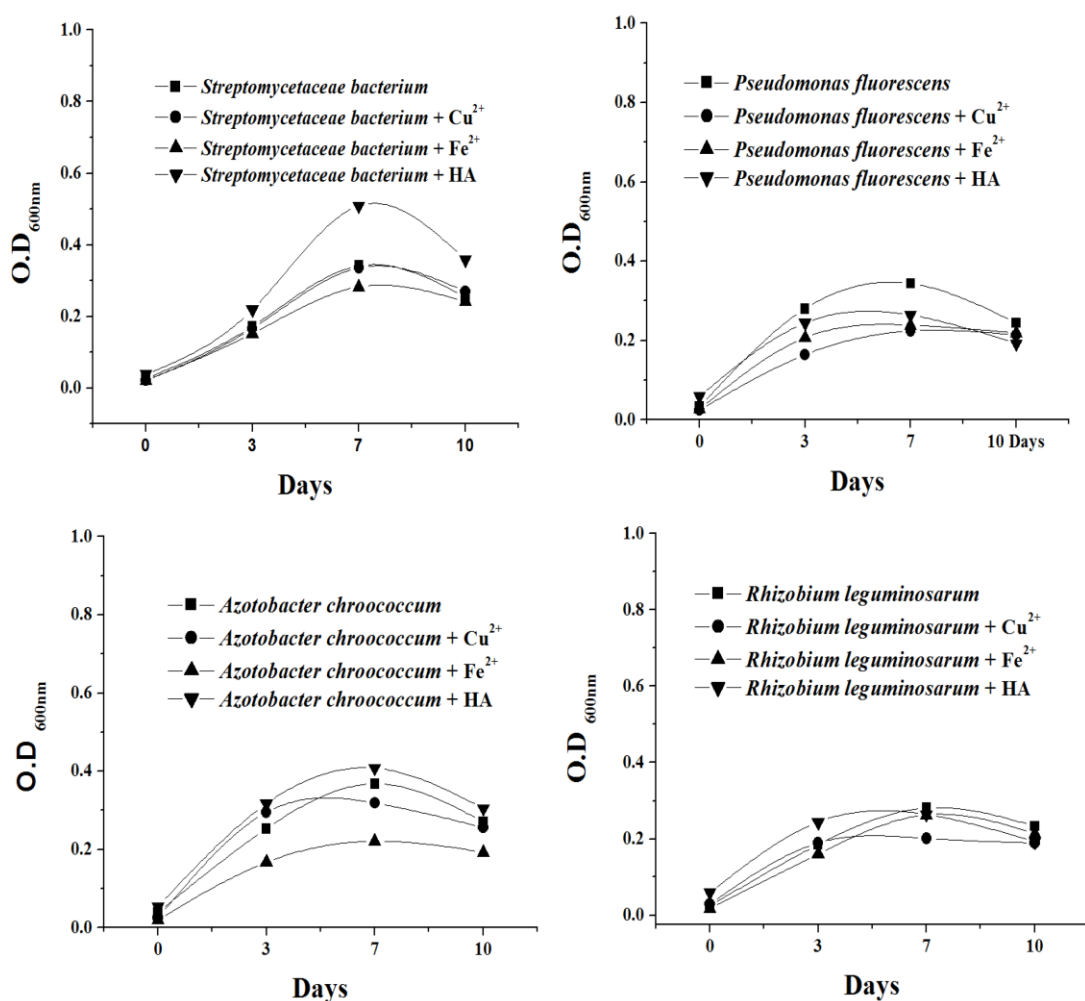 1.0
0.8
0.6
0.4
0.2
0.0
O.D600nm
Streptomycetaceae bacterium
Streptomycetaceae bacterium + Cu2+
Streptomycetaceae bacterium + Fe2+
Streptomycetaceae bacterium + HA
0 3 7 10
Days
1.0
0.8
0.6
0.4
0.2
0.0
O.D600nm
Pseudomonas fluorescens
Pseudomonas fluorescens + Cu2+
Pseudomonas fluorescens + Fe2+
Pseudomonas fluorescens + HA
0 3 7 10 Days
Days
1.0
0.8
0.6
0.4
0.2
0.0
O.D 600nm
Azotobacter chroococcum
Azotobacter chroococcum + Cu2+
Azotobacter chroococcum + Fe2+
Azotobacter chroococcum + HA
0 3 7 10
Days
1.0
0.8
0.6
0.4
0.2
0.0
O.D 600nm
Rhizobium leguminosarum
Rhizobium leguminosarum + Cu2+
Rhizobium leguminosarum + Fe2+
Rhizobium leguminosarum + HA
0 3 7 10
Days